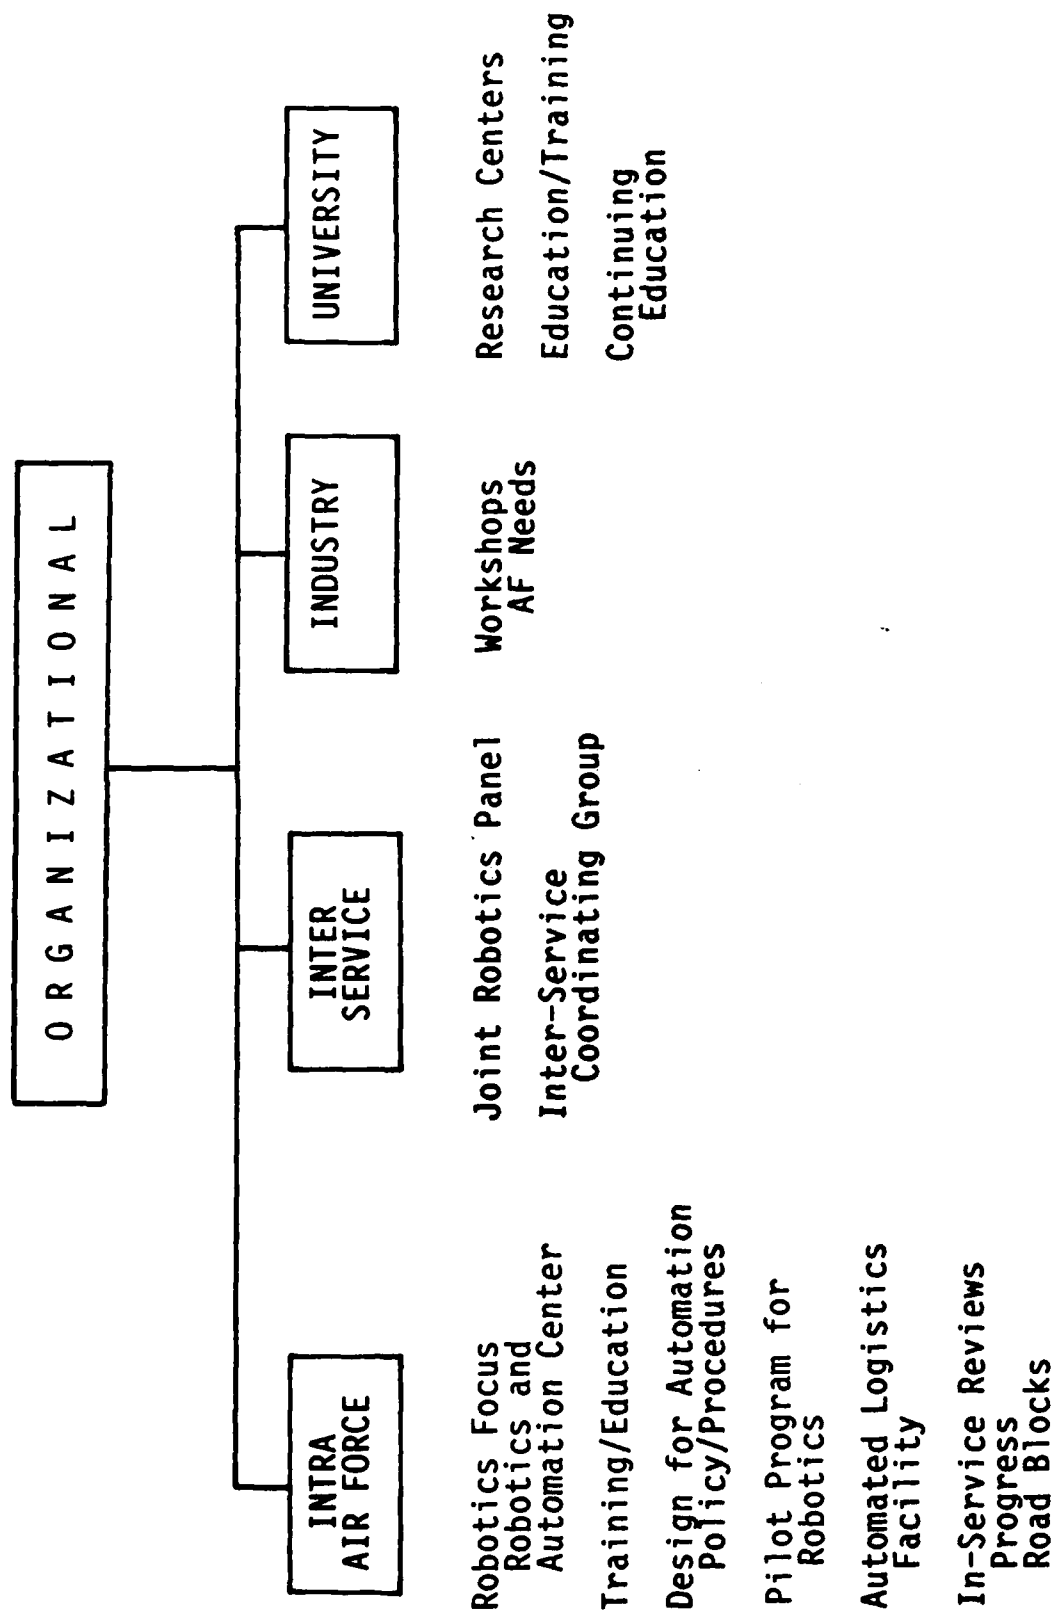 O R G A N I Z A T I O N A L
INTRA
AIR FORCE
Robotics Focus
Robotics and
Automation Center
Training/Education
Design for Automation
Policy/Procedures
Pilot Program for
Robotics
Automated Logistics
Facility
In-Service Reviews
Progress
Road Blocks
INTER
SERVICE
Joint Robotics Panel
Inter-Service
Coordinating Group
INDUSTRY
Workshops
AF Needs
UNIVERSITY
Research Centers
Education/Training
Continuing
Education